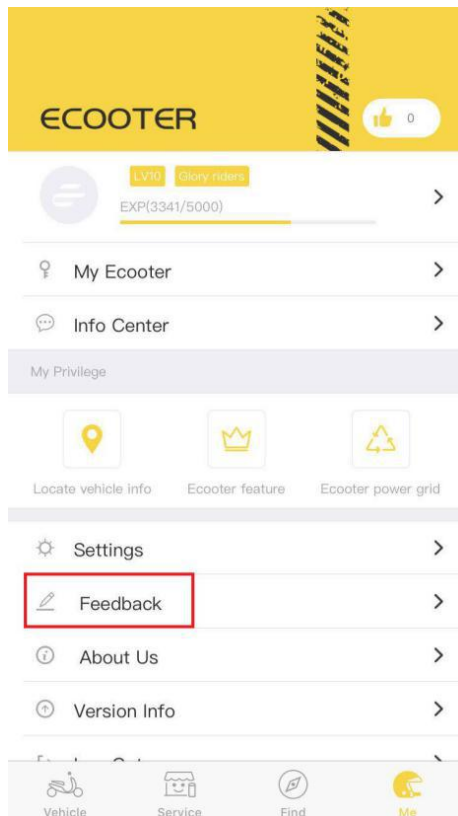 ECOOTER
0
LV10 Glory riders
EXP(3341/5000)
My Ecooter
Info Center
My Privilege
Locate vehicle info Ecooter feature Ecooter power grid
Settings
Feedback
About Us
Version Info
Vehicle Service Find Me